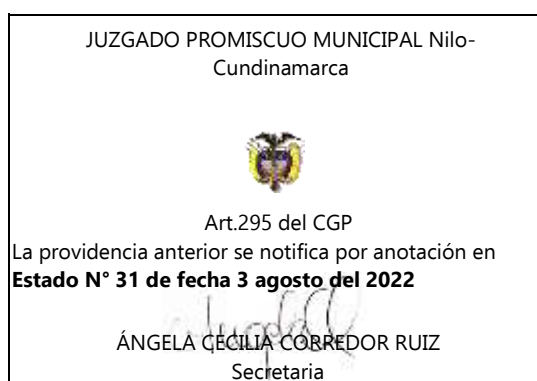 JUZGADO PROMISCUO MUNICIPAL Nilo-
Cundinamarca
Art.295 del CGP
La providencia anterior se notifica por anotación en
Estado N° 31 de fecha 3 agosto del 2022
ÁNGELA CECILIA CORREDOR RUIZ
Secretaria